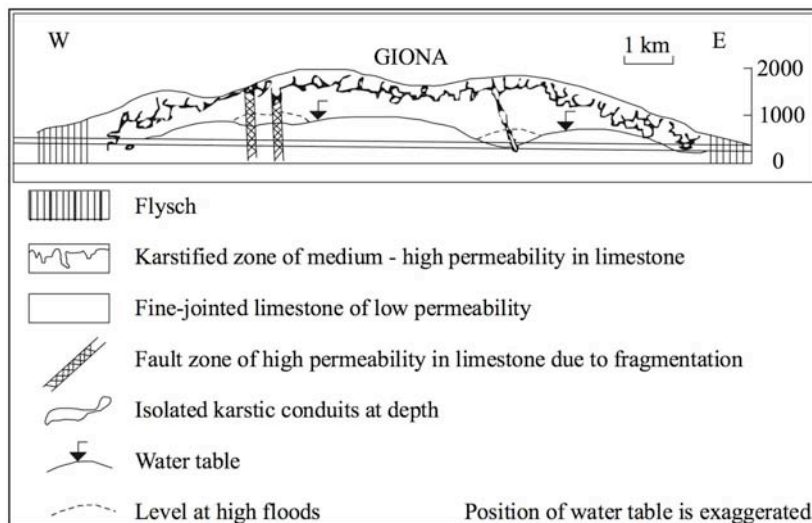 W
GIONA
1 km
E
2000
1000
0
Flysch
Karstified zone of medium - high permeability in limestone
Fine-jointed limestone of low permeability
Fault zone of high permeability in limestone due to fragmentation
Isolated karstic conduits at depth
Water table
Level at high floods Position of water table is exaggerated